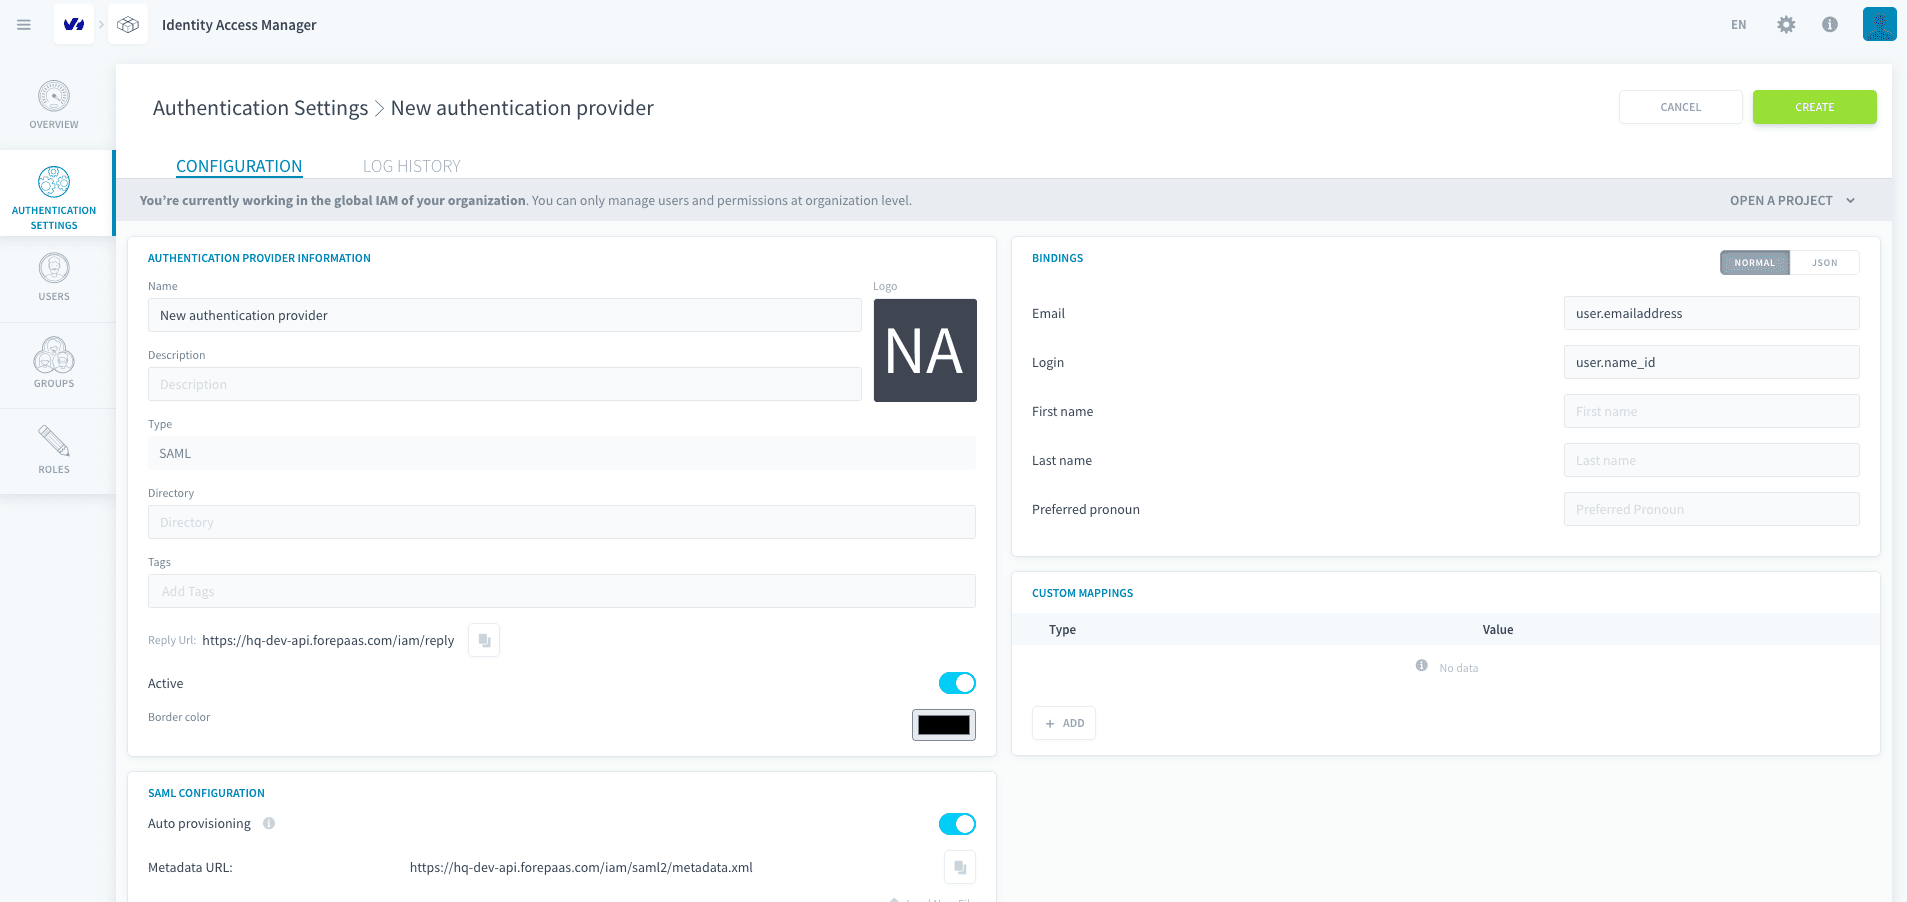 Identity Access Manager
EN
OVERVIEW
AUTHENTICATION
SETTINGS
USERS
GROUPS
ROLES
Authentication Settings > New authentication provider
CANCEL
CREATE
CONFIGURATION
LOG HISTORY
You’re currently working in the global IAM of your organization. You can only manage users and permissions at organization level.
OPEN A PROJECT
AUTHENTICATION PROVIDER INFORMATION
Name
New authentication provider
Logo
NA
Description
Description
Type
SAML
Directory
Directory
Tags
Add Tags
Reply Url: https://hq-dev-api.forepaas.com/iam/reply
Active
Border color
SAML CONFIGURATION
Auto provisioning
Metadata URL: https://hq-dev-api.forepaas.com/iam/saml2/metadata.xml
BINDINGS
NORMAL
JSON
Email
user.emailaddress
Login
user.name_id
First name
First name
Last name
Last name
Preferred pronoun
Preferred Pronoun
CUSTOM MAPPINGS
Type
Value
No data
+ ADD